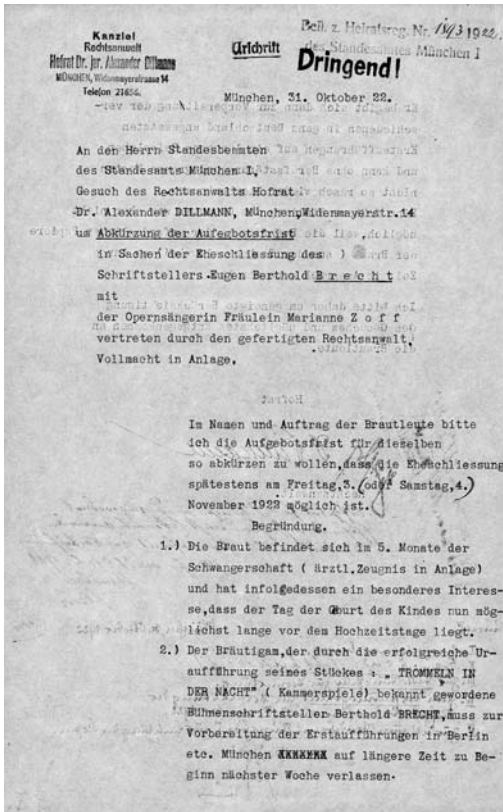 Kanzlei
Rechtsanwalt
Hofrat Dr. jur. Alexander Dillmann
MÜNCHEN, Widenmayerstrasse 14
Telefon 21656.
Urschrift
Beil. z. Heiratsreg. Nr. 1893 1922.
des Standesamtes München I
Dringend!
München, 31. Oktober 22.
An den Herrn Standesbeamten
des Standesamts München I,
Gesuch des Rechtsanwalts Hofrat
Dr. Alexander DILLMANN, München,Widenmayerstr.14
um Abkürzung der Aufegbotsfrist
in Sachen der Eheschliessung des
Schriftstellers Eugen Berthold B r e c h t
mit
der Opernsängerin Fräulein Marianne Z o f f
vertreten durch den gefertigten Rechtsanwalt,
Vollmacht in Anlage.
Im Namen und Auftrag der Brautleute bitte
ich die Aufgebotsfrist für dieselben
so abkürzen zu wollen,dass die Eheschliessung
spätestens am Freitag,3.(oder Samstag,4.)
November 1922 möglich ist.
Begründung.
1.) Die Braut befindet sich im 5. Monate der
Schwangerschaft ( ärztl.Zeugnis in Anlage)
und hat infolgedessen ein besonderes Interes-
se,dass der Tag der Geburt des Kindes nun mög-
lichst lange vor dem Hochzeitstage liegt.
2.) Der Bräutigam,der durch die erfolgreiche Ur-
aufführung seines Stückes : „ TROMMELN IN
DER NACHT" ( Kammerspiele) bekannt gewordene
Bühnenschriftsteller Berthold BRECHT,muss zur
Vorbereitung der Erstaufführungen in Berlin
etc. München auf längere Zeit zu Be-
ginn nächster Woche verlassen.